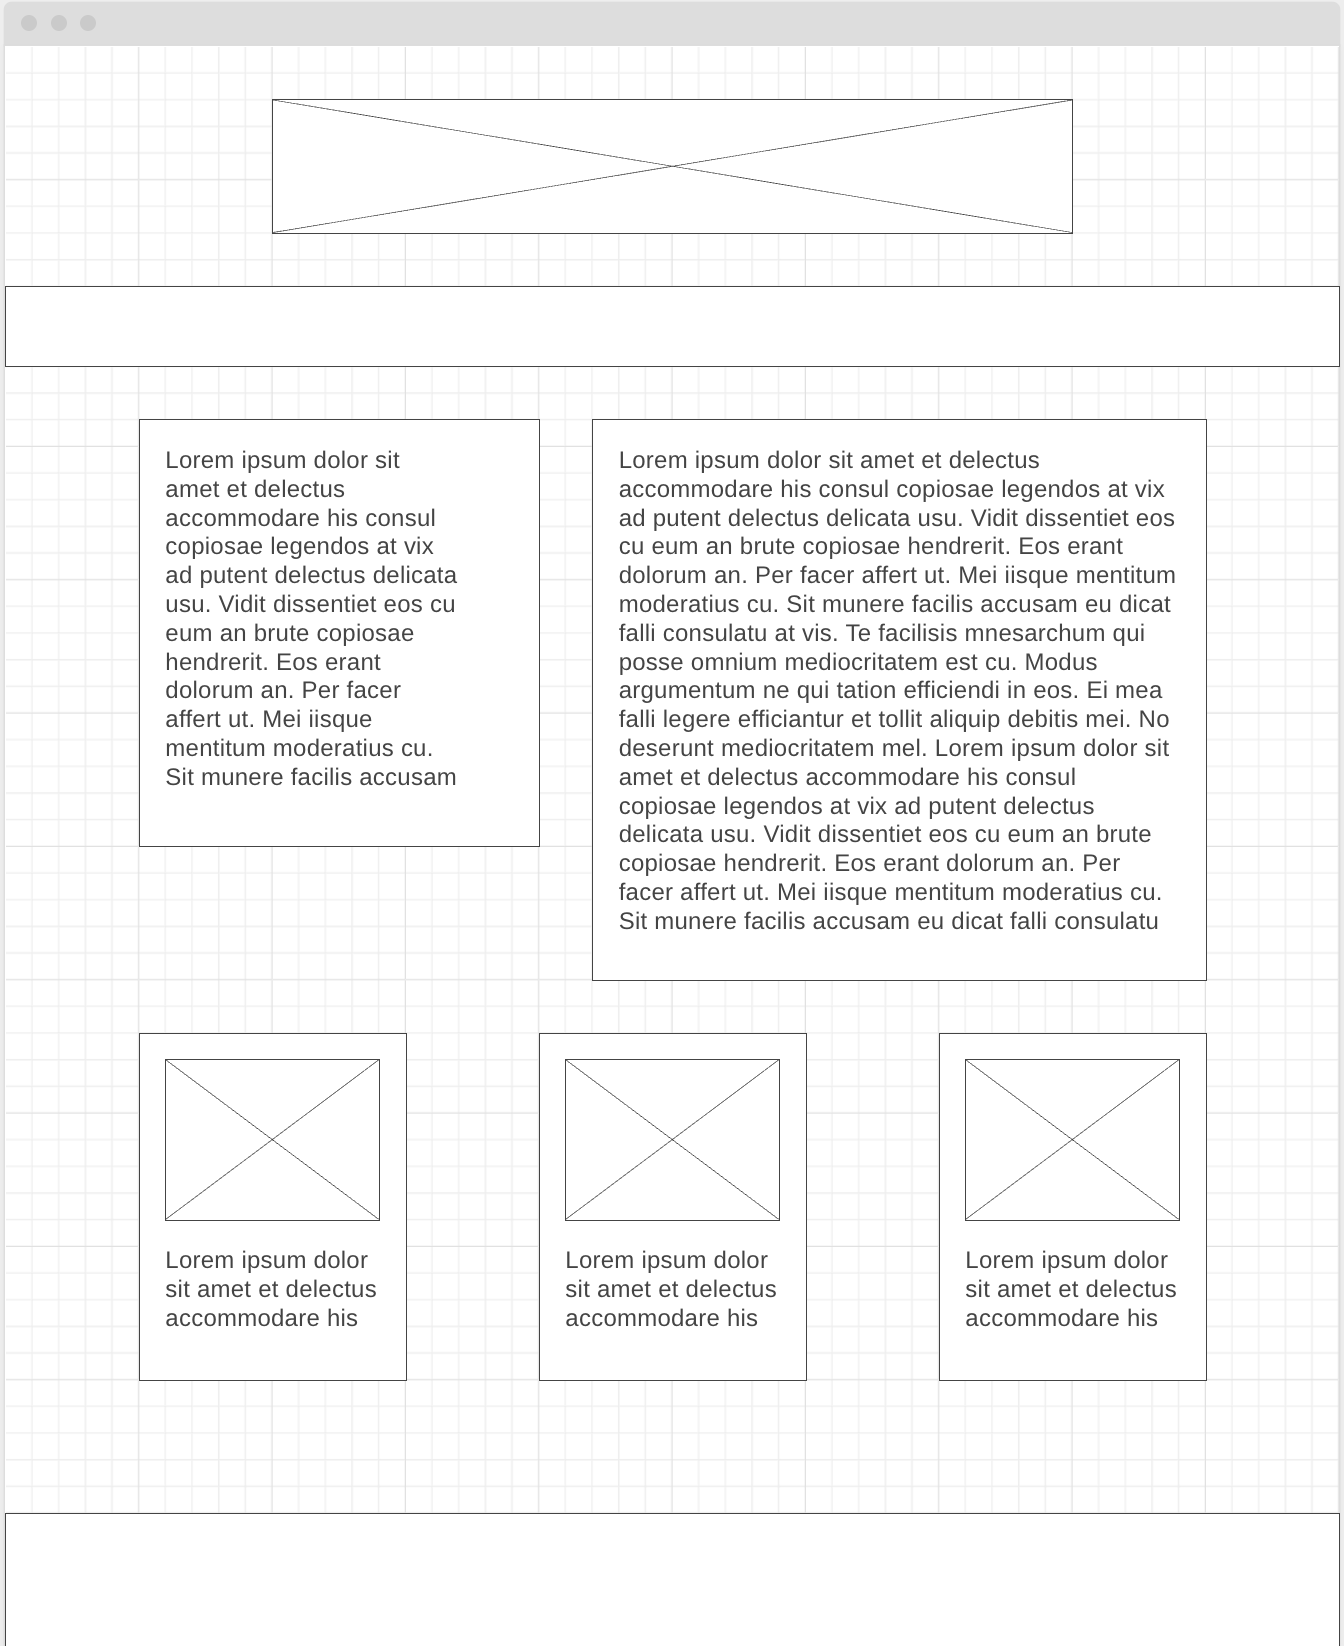 Lorem ipsum dolor sit
amet et delectus
accommodare his consul
copiosae legendos at vix
ad putent delectus delicata
usu. Vidit dissentiet eos cu
eum an brute copiosae
hendrerit. Eos erant
dolorum an. Per facer
affert ut. Mei iisque
mentitum moderatius cu.
Sit munere facilis accusam
Lorem ipsum dolor sit amet et delectus
accommodare his consul copiosae legendos at vix
ad putent delectus delicata usu. Vidit dissentiet eos
cu eum an brute copiosae hendrerit. Eos erant
dolorum an. Per facer affert ut. Mei iisque mentitum
moderatius cu. Sit munere facilis accusam eu dicat
falli consulatu at vis. Te facilisis mnesarchum qui
posse omnium mediocritatem est cu. Modus
argumentum ne qui tation efficiendi in eos. Ei mea
falli legere efficiantur et tollit aliquip debitis mei. No
deserunt mediocritatem mel. Lorem ipsum dolor sit
amet et delectus accommodare his consul
copiosae legendos at vix ad putent delectus
delicata usu. Vidit dissentiet eos cu eum an brute
copiosae hendrerit. Eos erant dolorum an. Per
facer affert ut. Mei iisque mentitum moderatius cu.
Sit munere facilis accusam eu dicat falli consulatu
Lorem ipsum dolor
sit amet et delectus
accommodare his
Lorem ipsum dolor
sit amet et delectus
accommodare his
Lorem ipsum dolor
sit amet et delectus
accommodare his